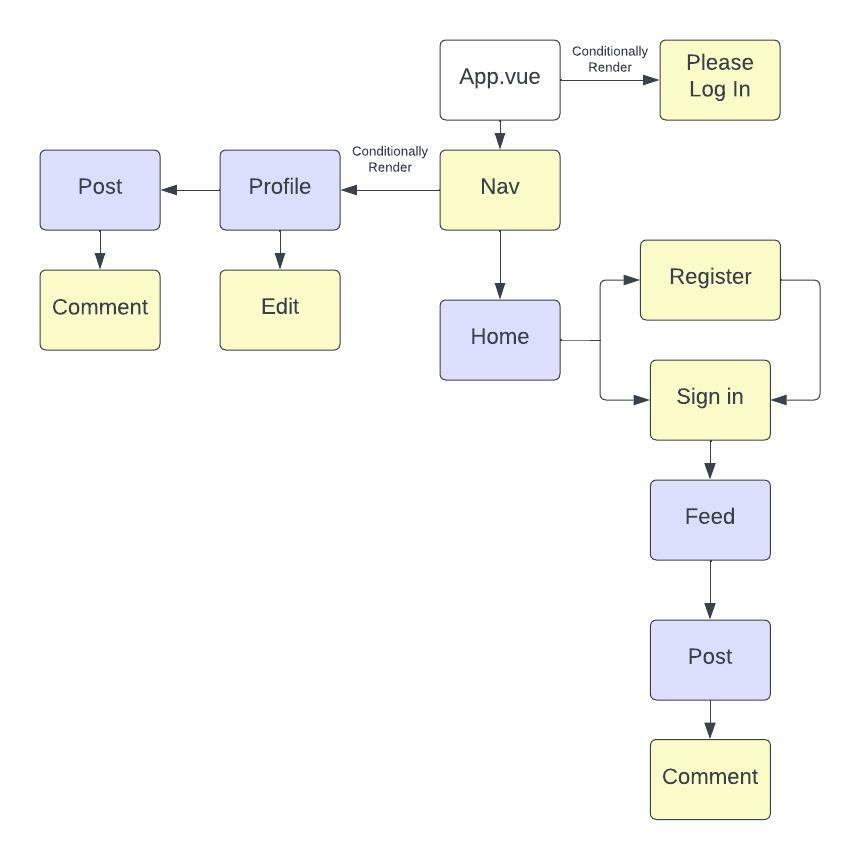 App.vue
Conditionally
Render
Please
Log In
Post
Profile
Conditionally
Render
Nav
Comment
Edit
Home
Register
Sign in
Feed
Post
Comment